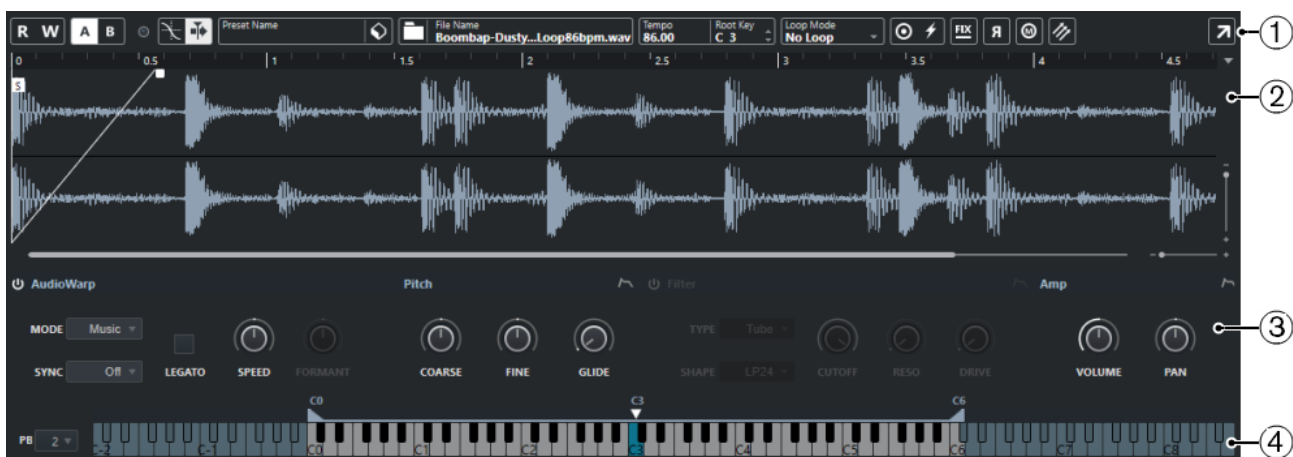 R W A B Preset Name File Name Tempo Root Key Loop Mode FIX R M 1
Boombap-Dusty...Loop86bpm.wav 86.00 C 3 No Loop
0 0.5 1 1.5 2 2.5 3 3.5 4 4.5
S 2
AudioWarp Pitch Filter Amp
MODE Music TYPE Tube 3
SYNC Off LEGATO SPEED FORMANT COARSE FINE GLIDE SHAPE LP24 CUTOFF RESO DRIVE VOLUME PAN
C0 C3 C6
PB 2 C-2 C-1 C0 C1 C2 C3 C4 C5 C6 C7 C8 4